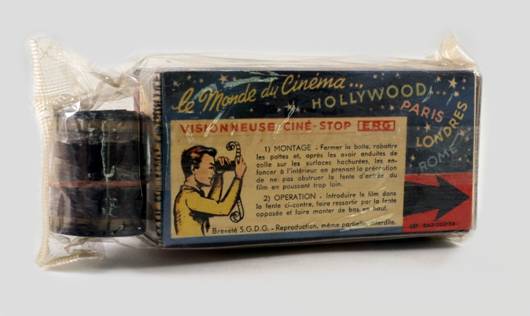 le Monde du Cinéma...
HOLLYWOOD...
PARIS
LONDRES
ROME
VISIONNEUSE CINÉ-STOP ERG
1) MONTAGE - Fermer la boîte, rabattre
les pattes et, après avoir enduites de
colle sur les surfaces hachurées, les en-
foncer à l'intérieur en prenant la précaution
de ne pas obstruer la fente d'entrée du
film en poussant trop loin.
2) OPERATION - Introduire le film dans
la fente ci-contre, faire ressortir par la fente
opposée et faire monter de bas en haut.
Breveté S.G.D.G. - Reproduction, même partielle, interdite.